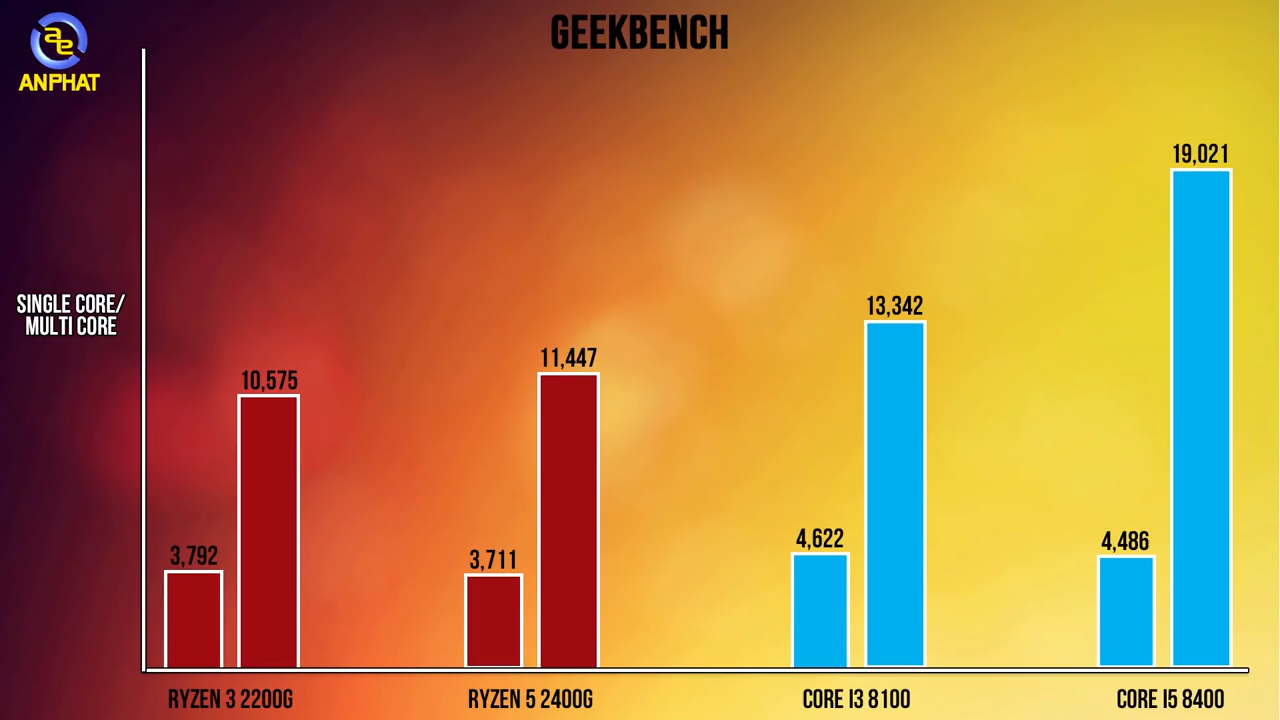 GEEKBENCH
ae
ANPHAT
19,021
13,342
SINGLE CORE/
MULTI CORE
11,447
10,575
4,622
4,486
3,792
3,711
RYZEN 3 2200G
RYZEN 5 2400G
CORE I3 8100
CORE I5 8400